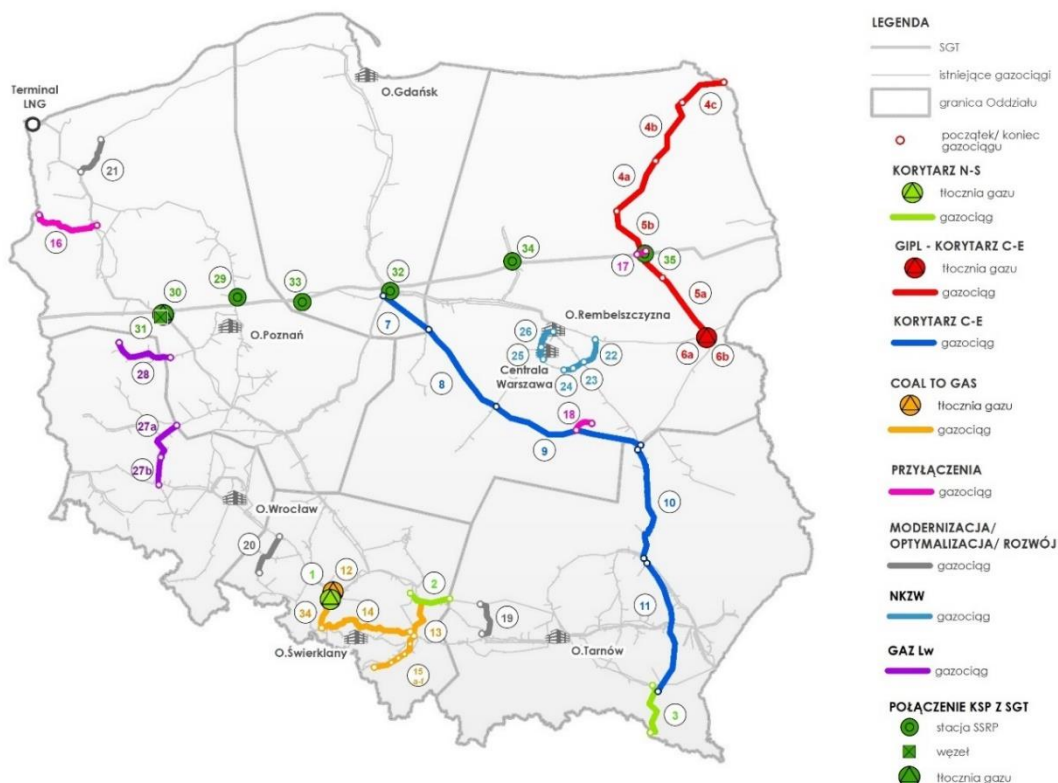 LEGENDA
SGT
istniejące gazociągi
granica Oddziału
początek/ koniec
gazociągu
KORYTARZ N-S
tłocznia gazu
gazociąg
GIPL - KORYTARZ C-E
tłocznia gazu
gazociąg
KORYTARZ C-E
gazociąg
COAL TO GAS
tłocznia gazu
gazociąg
PRZYŁĄCZENIA
gazociąg
MODERNIZACJA/
OPTYMALIZACJA/ ROZWÓJ
gazociąg
NKZW
gazociąg
GAZ Lw
gazociąg
POŁĄCZENIE KSP Z SGT
stacja SSRP
węzeł
tłocznia gazu
Terminal
LNG
O.Gdańsk
4c
4b
21
4a
16
5b
34
17
35
29
32
30
33
5a
31
O.Poznań
7
O.Rembelszczyzna
26
6a
6b
25
22
28
Centrala
Warszawa
24
23
8
18
27a
9
27b
O.Wrocław
10
20
1
12
2
34
14
19
11
13
O.Świerklany
O.Tarnów
15
a-f
3